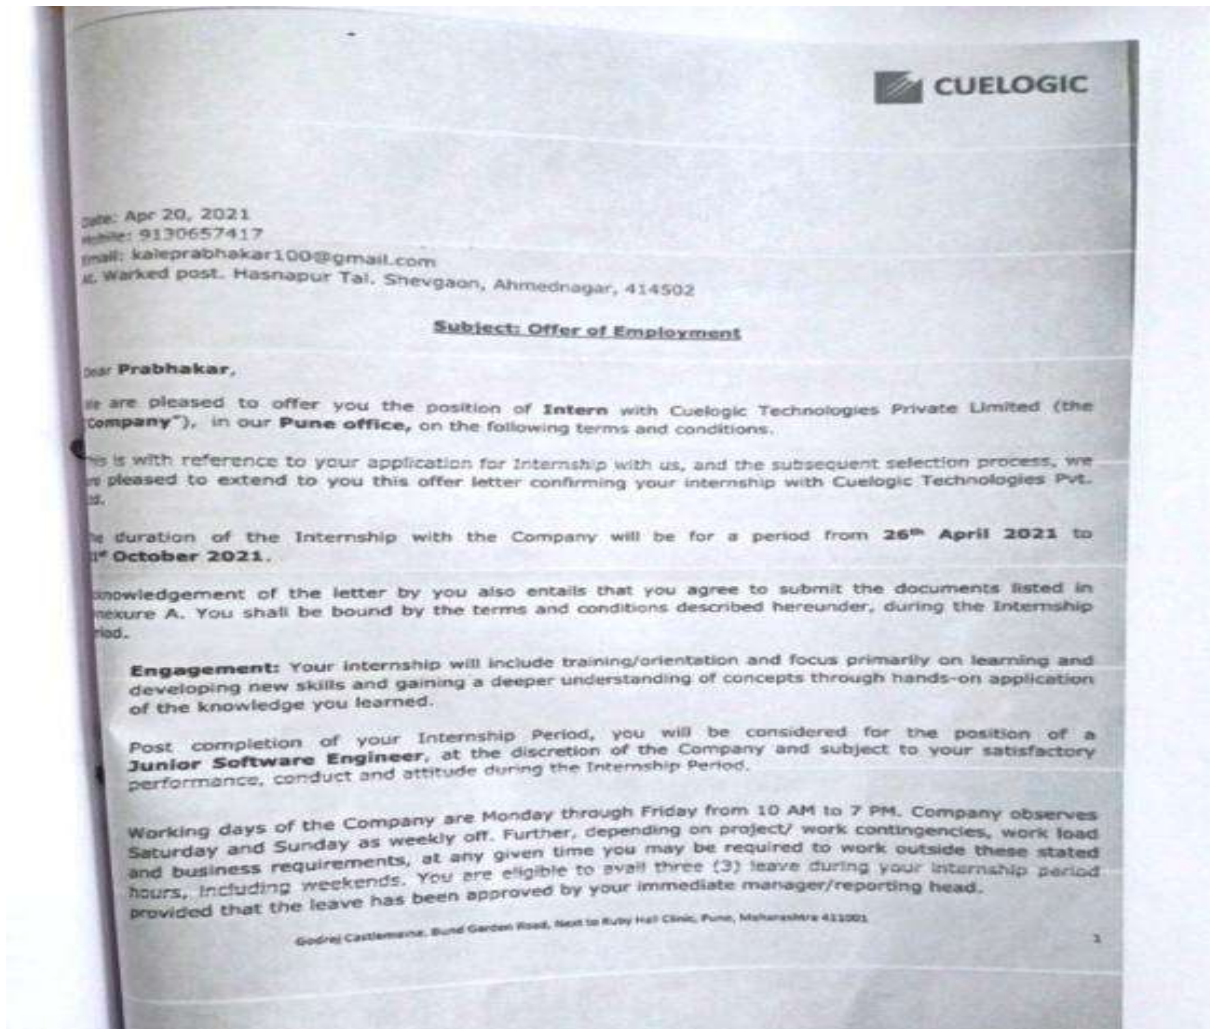 CUELOGIC
Date: Apr 20, 2021
Mobile: 9130657417
Email: kaleprabhakar100@gmail.com
At. Warked post. Hasnapur Tal. Shevgaon, Ahmednagar, 414502
Subject: Offer of Employment
Dear Prabhakar,
We are pleased to offer you the position of Intern with Cuelogic Technologies Private Limited (the
Company"), in our Pune office, on the following terms and conditions.
This is with reference to your application for Internship with us, and the subsequent selection process, we
are pleased to extend to you this offer letter confirming your internship with Cuelogic Technologies Pvt.
Ltd.
The duration of the Internship with the Company will be for a period from 26th April 2021 to
October 2021.
knowledgement of the letter by you also entails that you agree to submit the documents listed in
nexure A. You shall be bound by the terms and conditions described hereunder, during the Internship
riod.
Engagement: Your internship will include training/orientation and focus primarily on learning and
developing new skills and gaining a deeper understanding of concepts through hands-on application
of the knowledge you learned.
Post completion of your Internship Period, you will be considered for the position of a
Junior Software Engineer, at the discretion of the Company and subject to your satisfactory
performance, conduct and attitude during the Internship Period.
Working days of the Company are Monday through Friday from 10 AM to 7 PM. Company observes
Saturday and Sunday as weekly off. Further, depending on project/ work contingencies, work load
and business requirements, at any given time you may be required to work outside these stated
hours, including weekends. You are eligible to avail three (3) leave during your internship period
provided that the leave has been approved by your immediate manager/reporting head.
Godrej Castlemaine, Bund Garden Road, Next to Ruby Hall Clinic, Pune, Maharashtra 411001
1